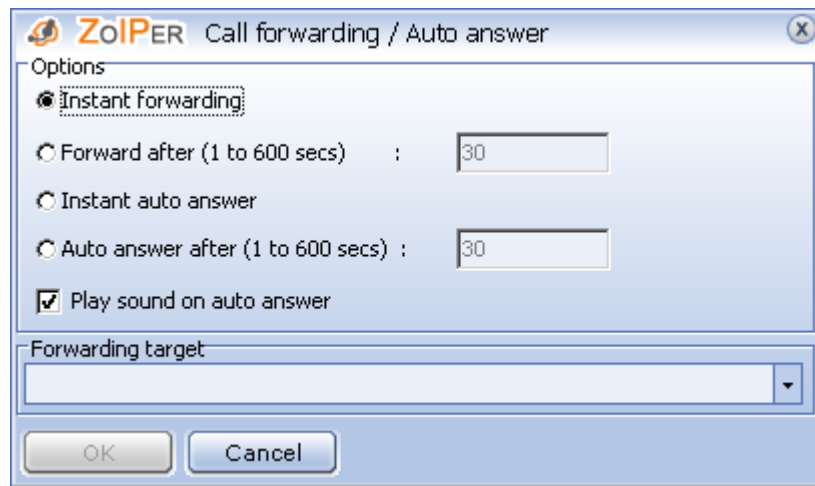 ZOIPER Call forwarding / Auto answer
Options
Instant forwarding
Forward after (1 to 600 secs) : 30
Instant auto answer
Auto answer after (1 to 600 secs) : 30
Play sound on auto answer
Forwarding target
OK Cancel